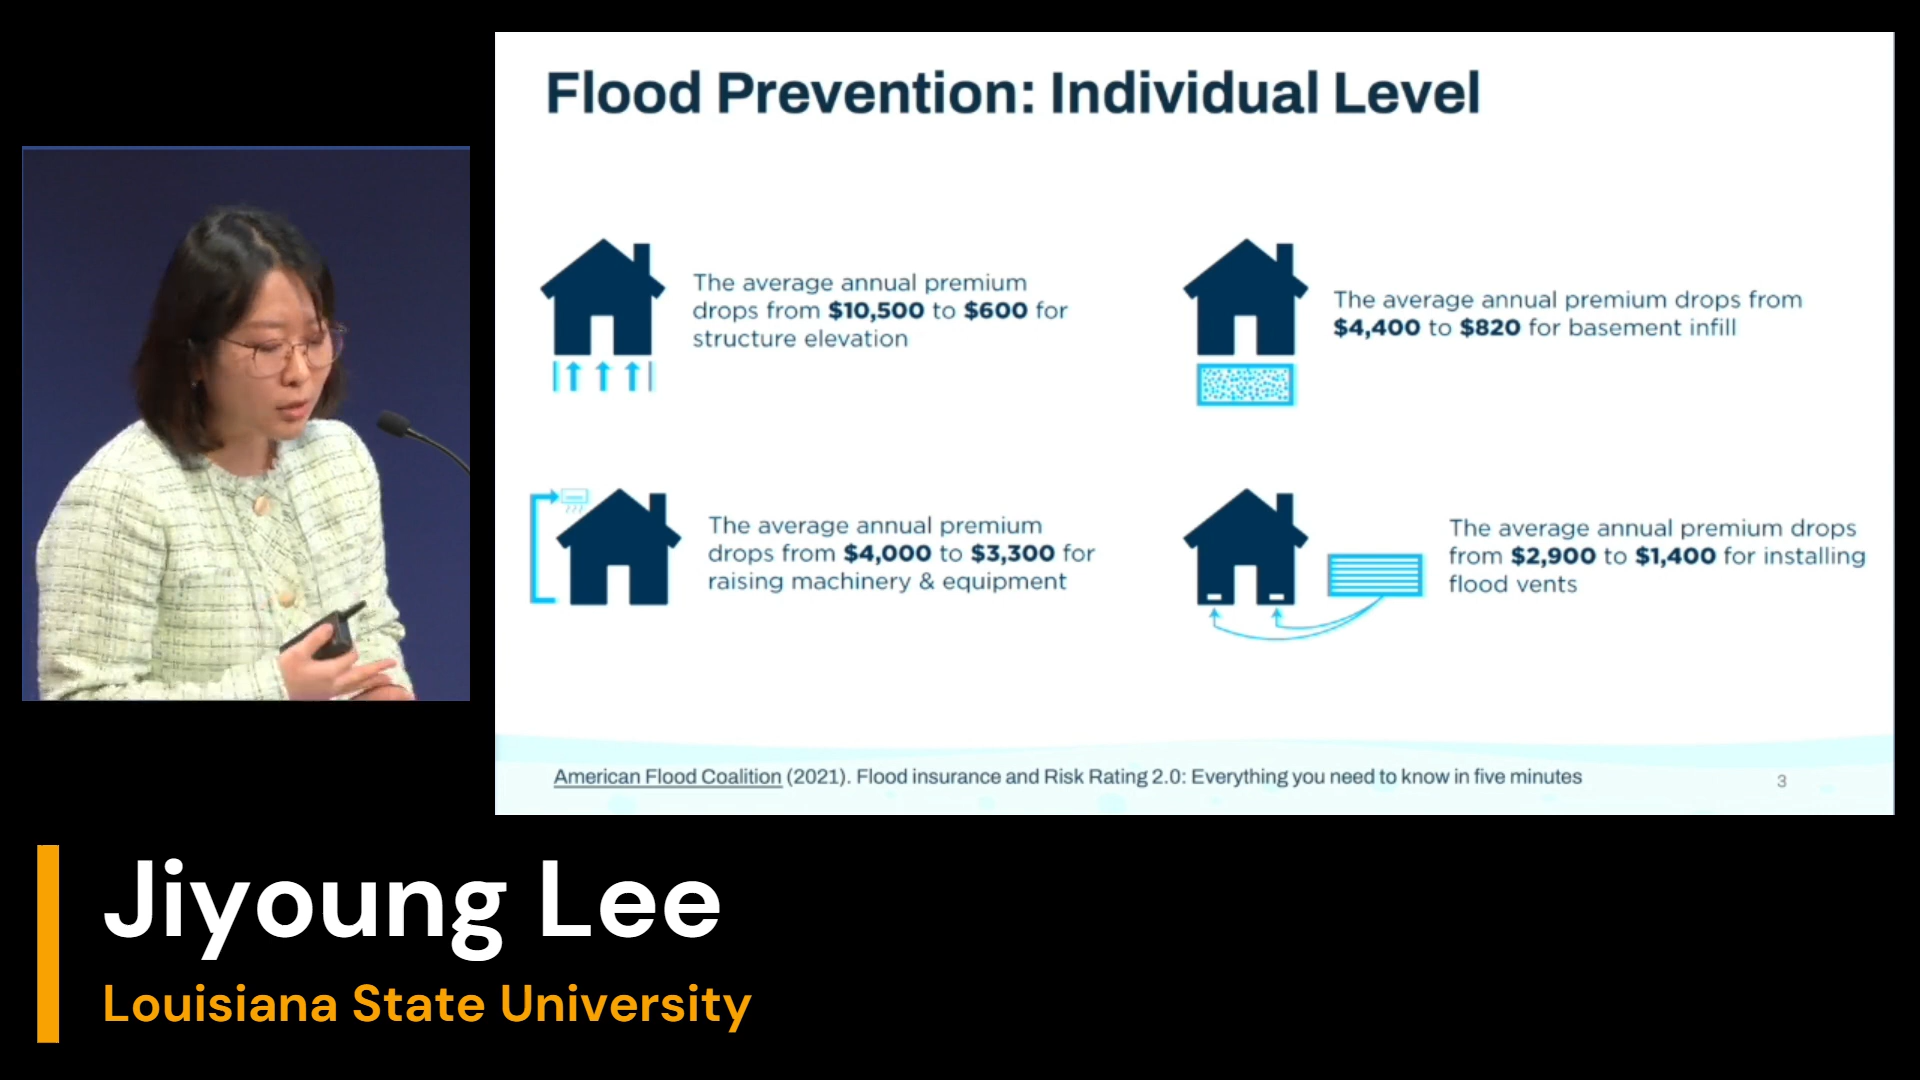 Flood Prevention: Individual Level
The average annual premium
drops from $10,500 to $600 for
structure elevation
The average annual premium drops from
$4,400 to $820 for basement infill
The average annual premium
drops from $4,000 to $3,300 for
raising machinery & equipment
The average annual premium drops
from $2,900 to $1,400 for installing
flood vents
American Flood Coalition (2021). Flood insurance and Risk Rating 2.0: Everything you need to know in five minutes
3
Jiyoung Lee
Louisiana State University